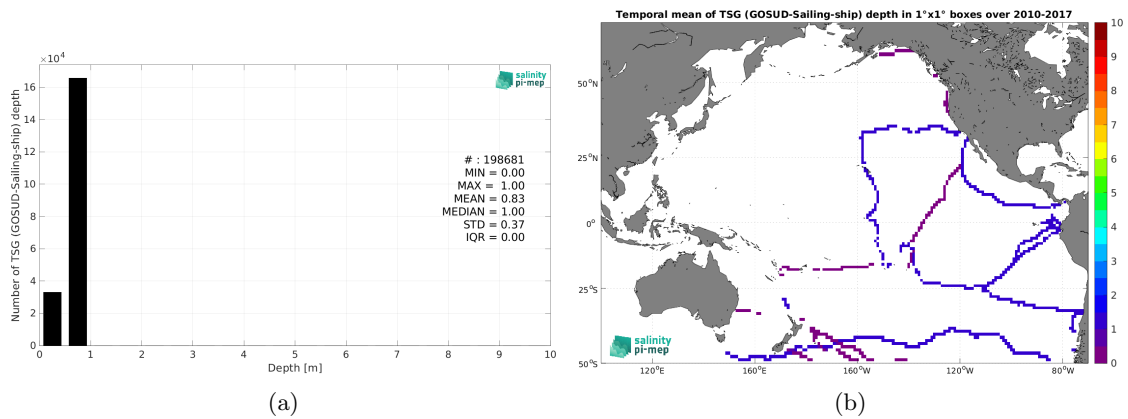 ×10⁴
16
14
12
10
8
6
4
2
0
Number of TSG (GOSUD-Sailing-ship) depth
salinity
pi-mep
# : 198681
MIN = 0.00
MAX = 1.00
MEAN = 0.83
MEDIAN = 1.00
STD = 0.37
IQR = 0.00
0 1 2 3 4 5 6 7 8 9 10
Depth [m]
(a)
Temporal mean of TSG (GOSUD-Sailing-ship) depth in 1°x1° boxes over 2010-2017
50°N
25°N
0°
25°S
50°S
salinity
pi-mep
120°E 160°E 160°W 120°W 80°W
10
9
8
7
6
5
4
3
2
1
0
(b)